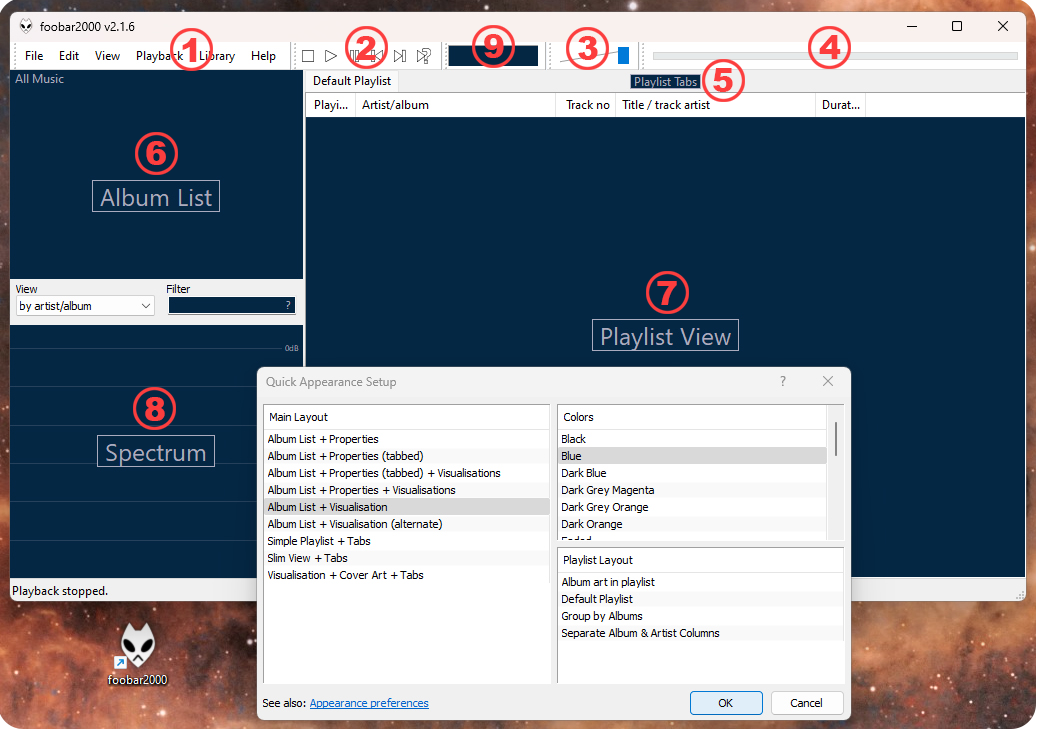 foobar2000 v2.1.6
File Edit View Playback Library Help
1
2
9
3
4
All Music
Default Playlist
Playlist Tabs
5
Playi... Artist/album Track no Title / track artist Durat...
6
Album List
View Filter
by artist/album ?
7
Playlist View
0dB
8
Spectrum
Playback stopped.
Quick Appearance Setup ?
Main Layout
Album List + Properties
Album List + Properties (tabbed)
Album List + Properties (tabbed) + Visualisations
Album List + Properties + Visualisations
Album List + Visualisation
Album List + Visualisation (alternate)
Simple Playlist + Tabs
Slim View + Tabs
Visualisation + Cover Art + Tabs
Colors
Black
Blue
Dark Blue
Dark Grey Magenta
Dark Grey Orange
Dark Orange
Playlist Layout
Album art in playlist
Default Playlist
Group by Albums
Separate Album & Artist Columns
See also: Appearance preferences
OK Cancel
foobar2000